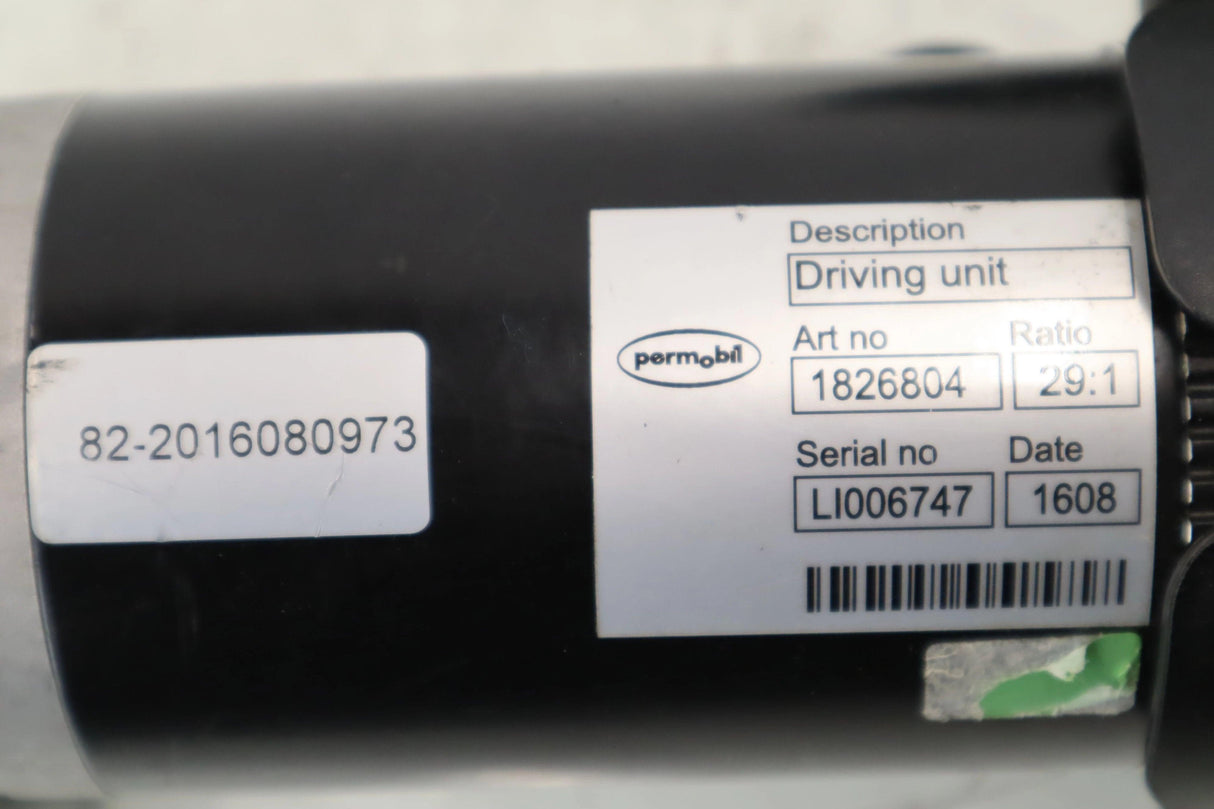 82-2016080973
permobil
Description
Driving unit
Art no
Ratio
1826804
29:1
Serial no
Date
LI006747
1608